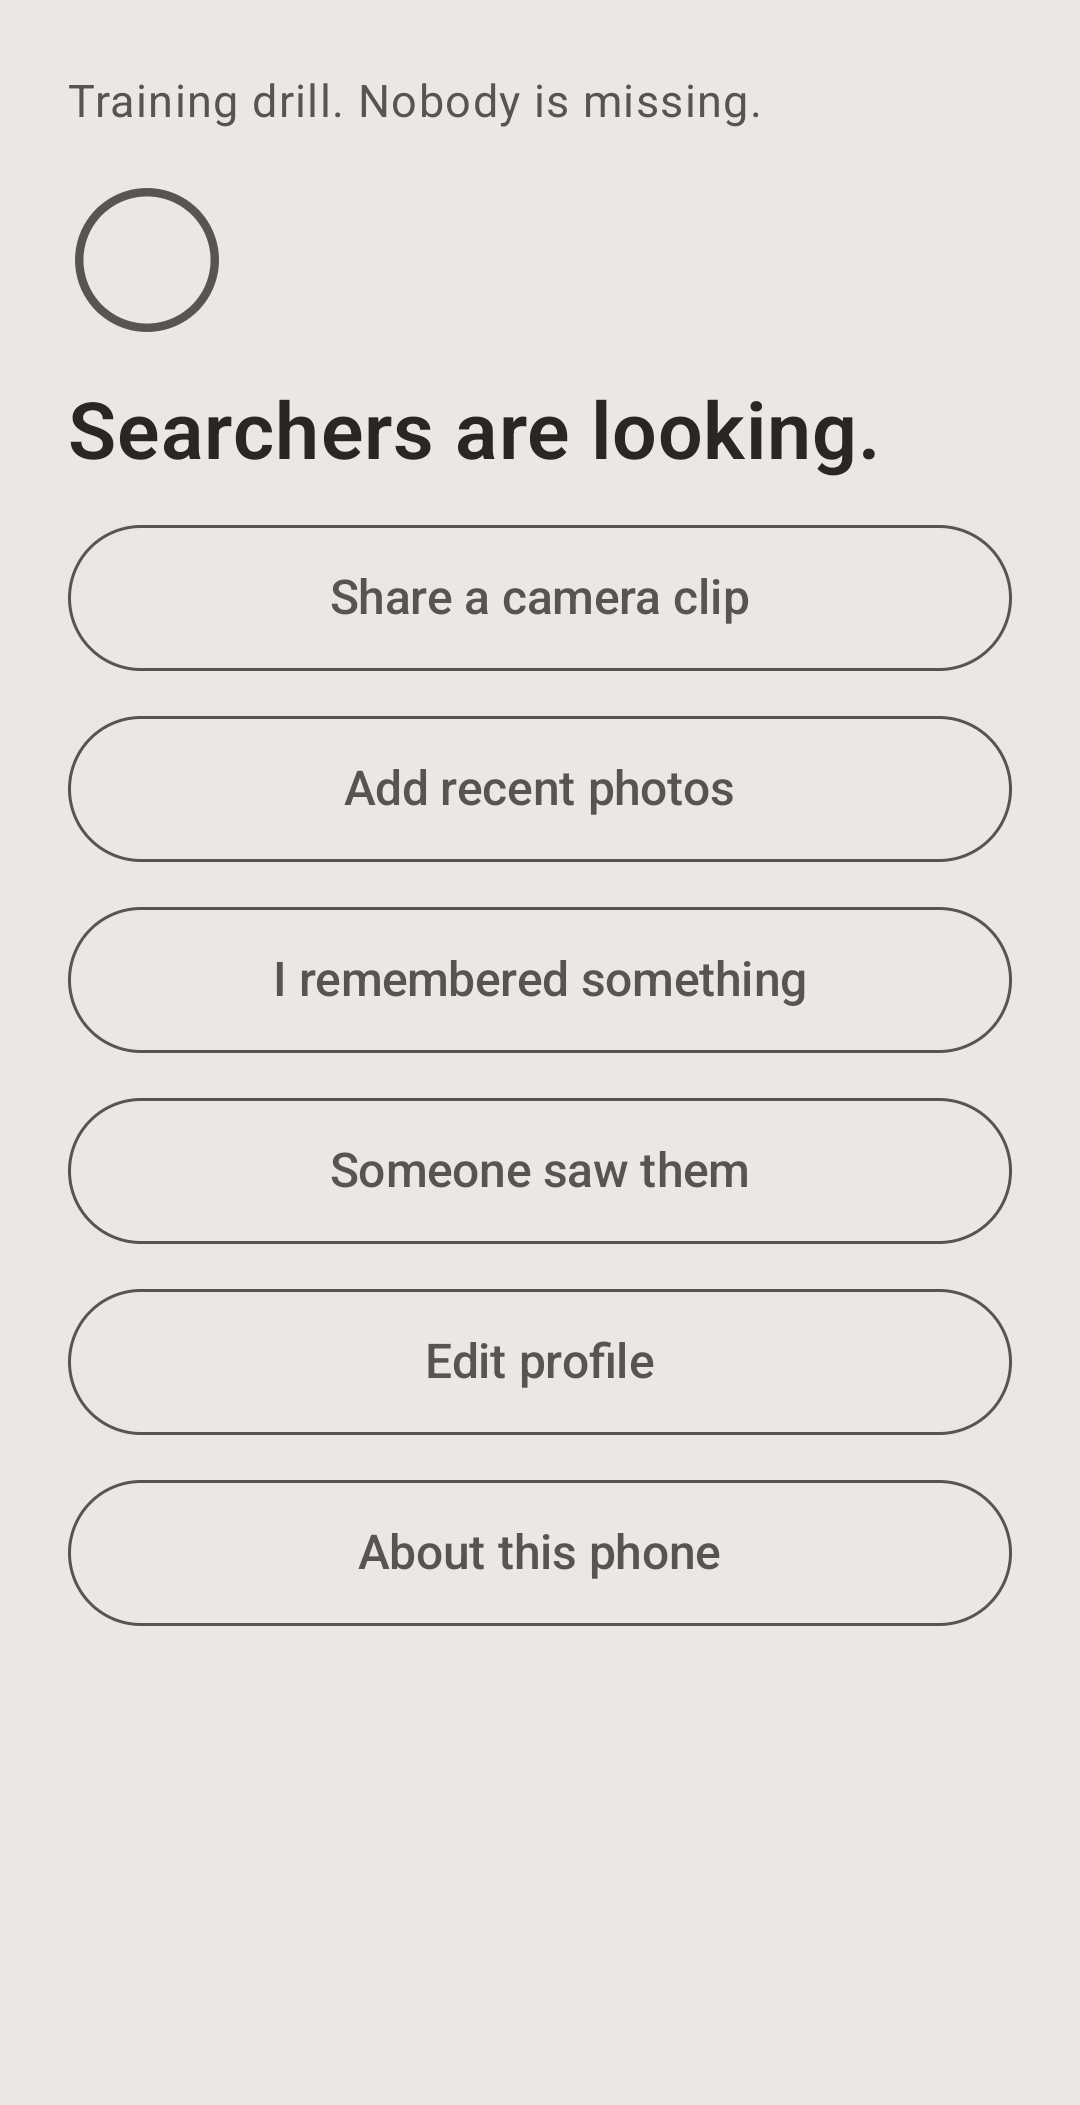 Training drill. Nobody is missing.
Searchers are looking.
Share a camera clip
Add recent photos
I remembered something
Someone saw them
Edit profile
About this phone